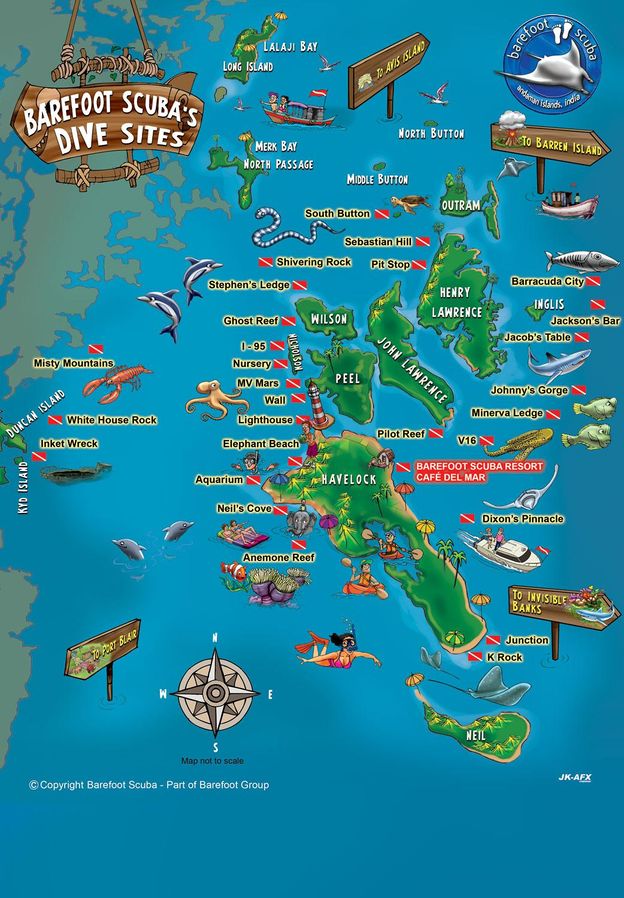 BAREFOOT SCUBA'S
DIVE SITES
LALAJI BAY
LONG ISLAND
TO AVIS ISLAND
barefoot scuba
andaman islands, india
NORTH BUTTON
TO BARREN ISLAND
MERK BAY
NORTH PASSAGE
MIDDLE BUTTON
South Button
OUTRAM
Sebastian Hill
Shivering Rock
Pit Stop
Stephen's Ledge
Barracuda City
HENRY
LAWRENCE
INGLIS
Jackson's Bar
Ghost Reef
WILSON
Jacob's Table
I - 95
NICHOLSON
JOHN LAWRENCE
Misty Mountains
Nursery
PEEL
MV Mars
Johnny's Gorge
Wall
DUNCAN ISLAND
White House Rock
Lighthouse
Minerva Ledge
Pilot Reef
V16
Inket Wreck
Elephant Beach
KYD ISLAND
Aquarium
HAVELOCK
BAREFOOT SCUBA RESORT
CAFÉ DEL MAR
Neil's Cove
Dixon's Pinnacle
Anemone Reef
TO INVISIBLE
BANKS
TO PORT BLAIR
Junction
K Rock
N
W
E
S
NEIL
Map not to scale
JK-AFX
© Copyright Barefoot Scuba - Part of Barefoot Group